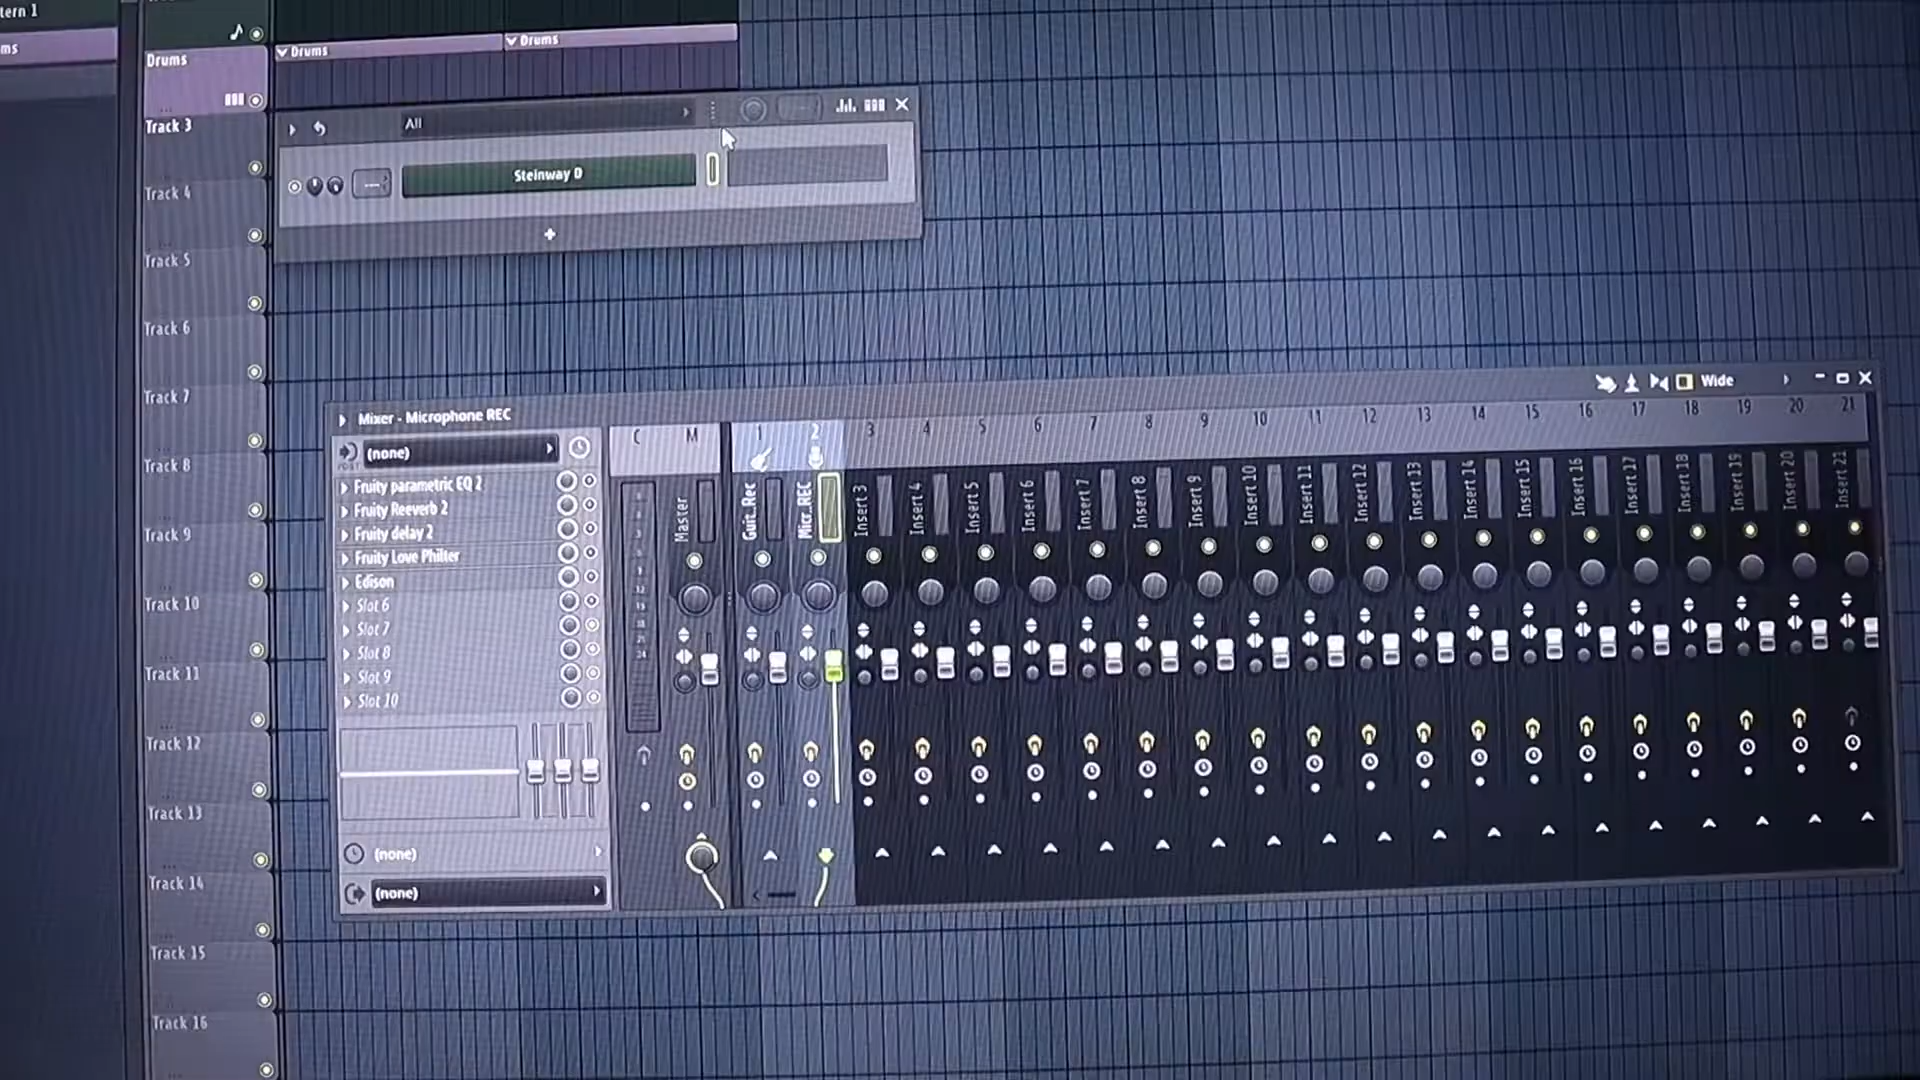 tern 1
ms
Drums
Drums
Drums
Track 3
All
Steinway D
Track 4
Track 5
Track 6
Track 7
Track 8
Track 9
Track 10
Track 11
Track 12
Track 13
Track 14
Track 15
Track 16
Mixer - Microphone REC
Wide
(none)
C M 1 2 3 4 5 6 7 8 9 10 11 12 13 14 15 16 17 18 19 20 21
Fruity parametric EQ 2
Fruity Reeverb 2
Fruity delay 2
Fruity Love Philter
Edison
Slot 6
Slot 7
Slot 8
Slot 9
Slot 10
Master
Guit..Rec
Micr..REC
Insert 3
Insert 4
Insert 5
Insert 6
Insert 7
Insert 8
Insert 9
Insert 10
Insert 11
Insert 12
Insert 13
Insert 14
Insert 15
Insert 16
Insert 17
Insert 18
Insert 19
Insert 20
Insert 21
(none)
(none)